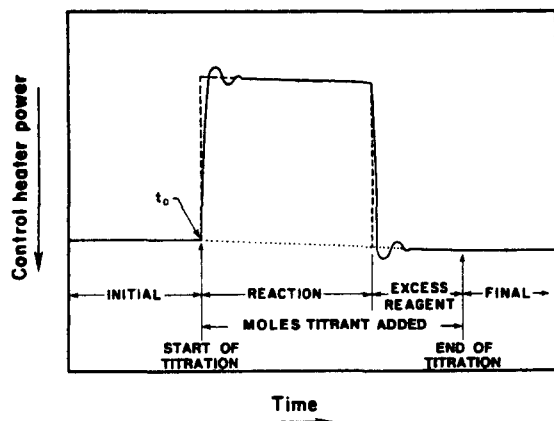 Control heater power
t₀
INITIAL
REACTION
EXCESS
REAGENT
FINAL
MOLES TITRANT ADDED
START OF
TITRATION
END OF
TITRATION
Time